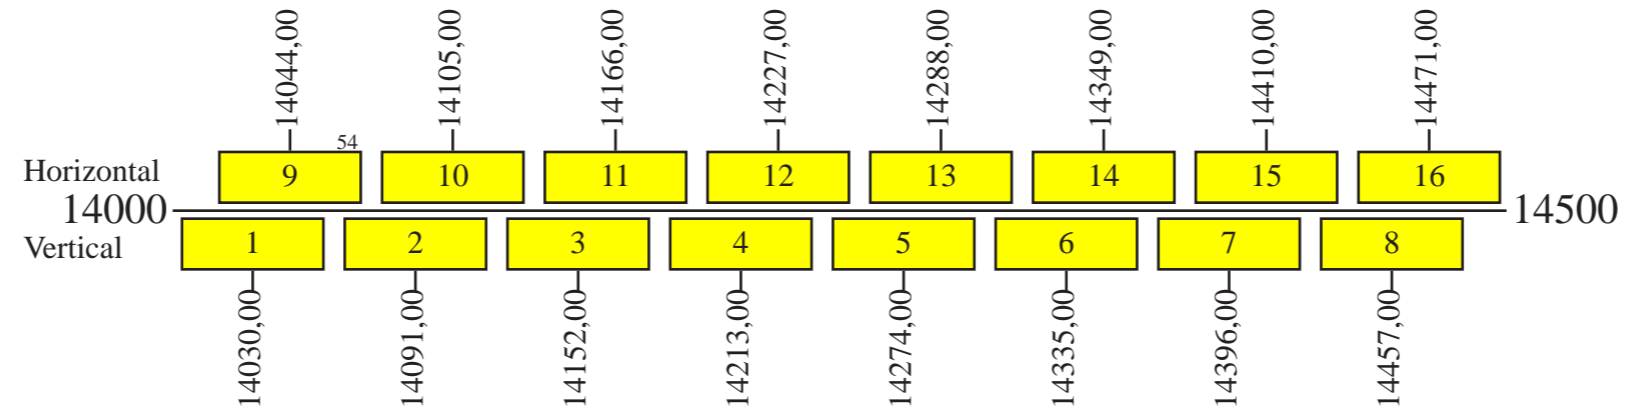 14044,00 14105,00 14166,00 14227,00 14288,00 14349,00 14410,00 14471,00
54
Horizontal 9 10 11 12 13 14 15 16
14000 14500
Vertical 1 2 3 4 5 6 7 8
14030,00 14091,00 14152,00 14213,00 14274,00 14335,00 14396,00 14457,00